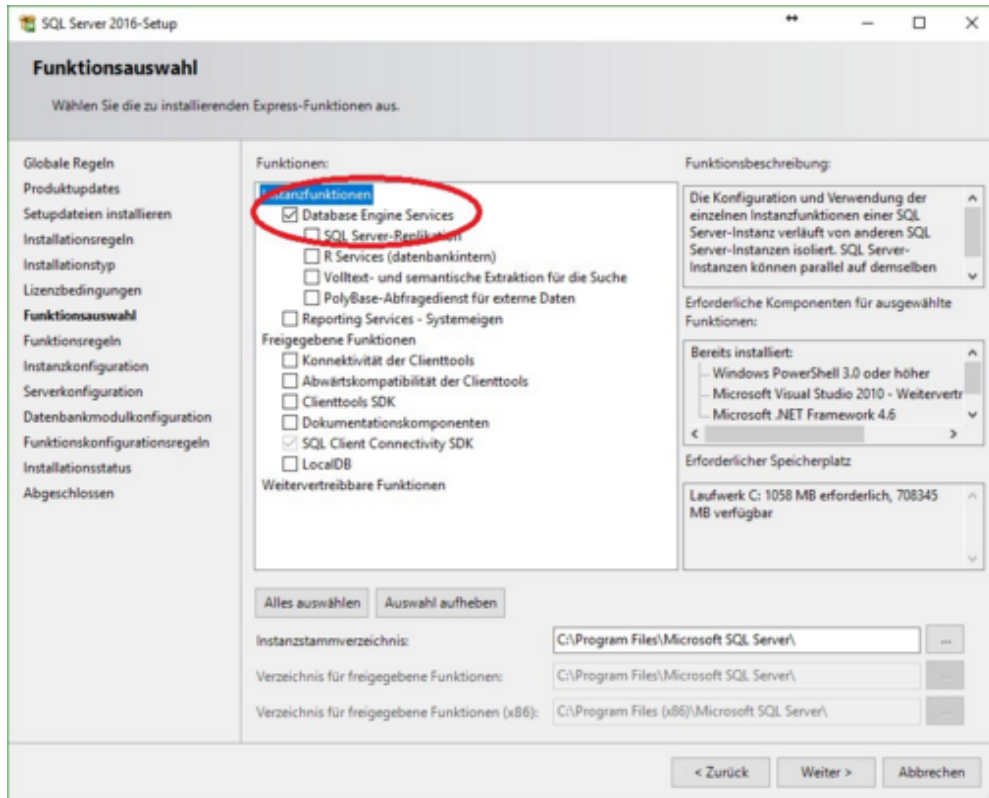 SQL Server 2016-Setup
Funktionsauswahl
Wählen Sie die zu installierenden Express-Funktionen aus.
Globale Regeln
Produktupdates
Setupdateien installieren
Installationsregeln
Installationstyp
Lizenzbedingungen
Funktionsauswahl
Funktionsregeln
Instanzkonfiguration
Serverkonfiguration
Datenbankmodulkonfiguration
Funktionskonfigurationsregeln
Installationsstatus
Abgeschlossen
Funktionen:
Instanzfunktionen
Database Engine Services
SQL Server-Replikation
R Services (datenbankintern)
Volltext- und semantische Extraktion für die Suche
PolyBase-Abfragedienst für externe Daten
Reporting Services - Systemeigen
Freigegebene Funktionen
Konnektivität der Clienttools
Abwärtskompatibilität der Clienttools
Clienttools SDK
Dokumentationskomponenten
SQL Client Connectivity SDK
LocalDB
Weitervertreibbare Funktionen
Funktionsbeschreibung:
Die Konfiguration und Verwendung der
einzelnen Instanzfunktionen einer SQL
Server-Instanz verläuft von anderen SQL
Server-Instanzen isoliert. SQL Server-
Instanzen können parallel auf demselben
Erforderliche Komponenten für ausgewählte
Funktionen:
Bereits installiert:
Windows PowerShell 3.0 oder höher
Microsoft Visual Studio 2010 - Weitervertr
Microsoft .NET Framework 4.6
Erforderlicher Speicherplatz
Laufwerk C: 1058 MB erforderlich, 708345
MB verfügbar
Alles auswählen Auswahl aufheben
Instanzstammverzeichnis: C:\Program Files\Microsoft SQL Server\ ...
Verzeichnis für freigegebene Funktionen: C:\Program Files\Microsoft SQL Server\ ...
Verzeichnis für freigegebene Funktionen (x86): C:\Program Files (x86)\Microsoft SQL Server\ ...
< Zurück Weiter > Abbrechen